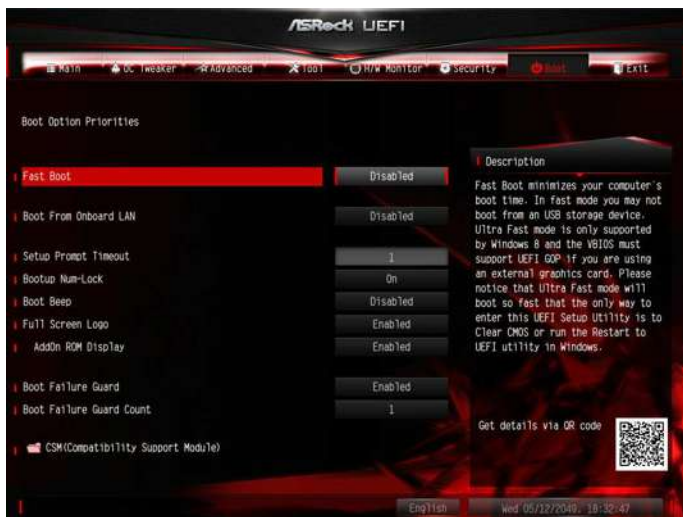 ASRock UEFI
Main OC Tweaker Advanced Tool H/W Monitor Security Boot Exit
Boot Option Priorities
Fast Boot Disabled
Boot From Onboard LAN Disabled
Setup Prompt Timeout 1
Bootup Num-Lock On
Boot Beep Disabled
Full Screen Logo Enabled
AddOn ROM Display Enabled
Boot Failure Guard Enabled
Boot Failure Guard Count 1
CSM(Compatibility Support Module)
Description
Fast Boot minimizes your computer's
boot time. In fast mode you may not
boot from an USB storage device.
Ultra Fast mode is only supported
by Windows 8 and the VBIOS must
support UEFI GOP if you are using
an external graphics card. Please
notice that Ultra Fast mode will
boot so fast that the only way to
enter this UEFI Setup Utility is to
Clear CMOS or run the Restart to
UEFI utility in Windows.
Get details via QR code
English Wed 05/12/2049, 18:32:47